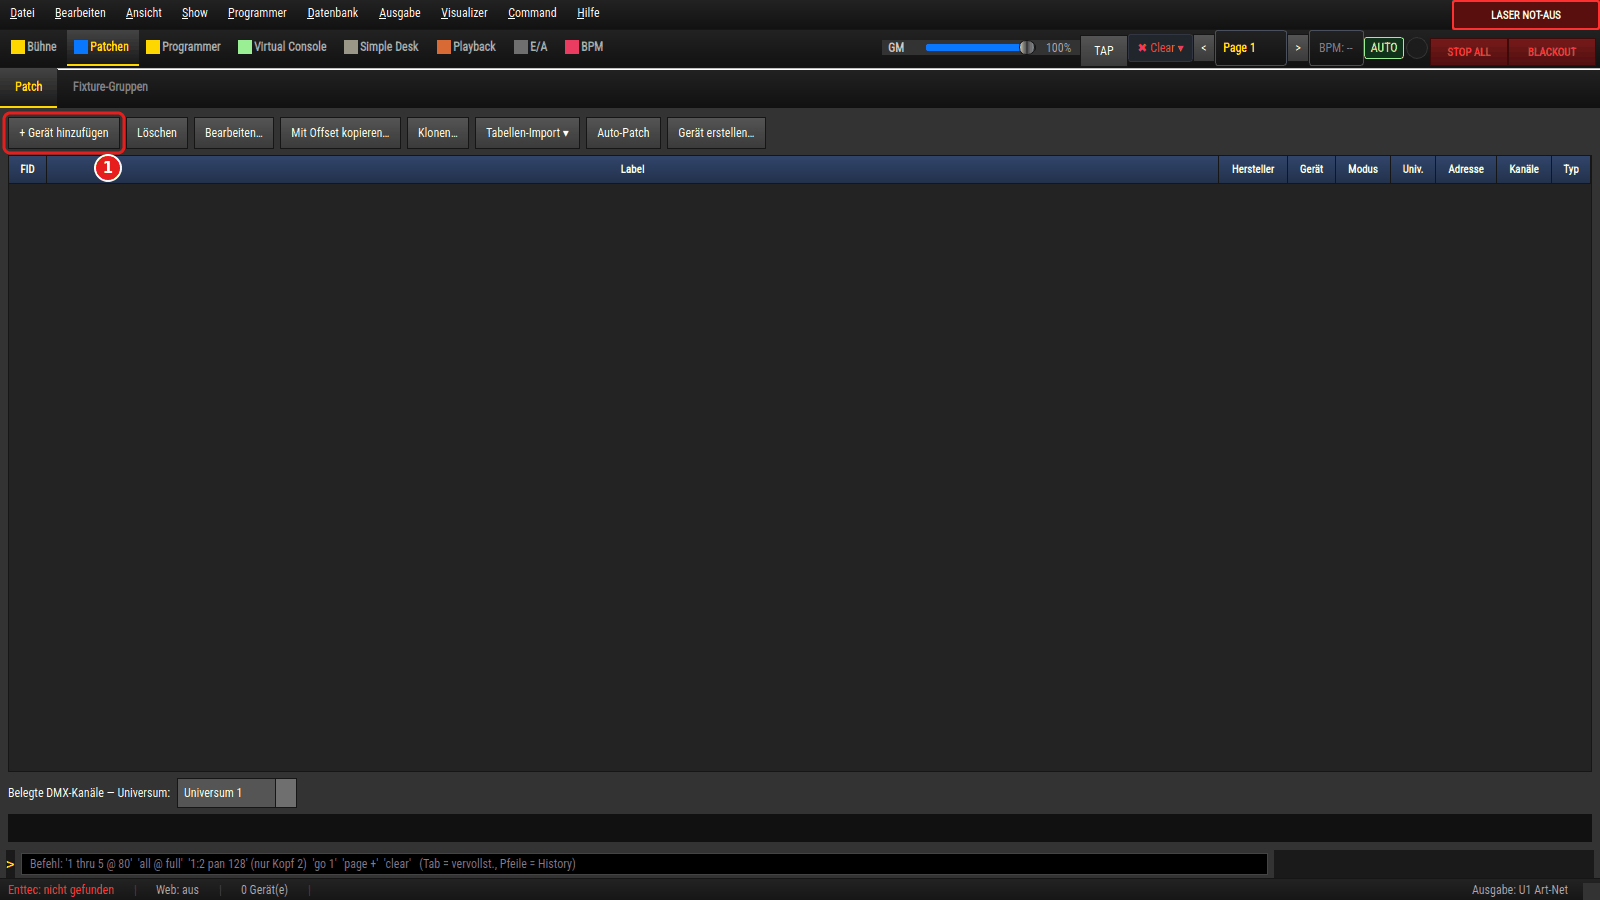 Datei Bearbeiten Ansicht Show Programmer Datenbank Ausgabe Visualizer Command Hilfe LASER NOT-AUS
Bühne Patchen Programmer Virtual Console Simple Desk Playback E/A BPM GM 100% TAP ✖ Clear ▾ < Page 1 > BPM: -- AUTO STOP ALL BLACKOUT
Patch Fixture-Gruppen
+ Gerät hinzufügen Löschen Bearbeiten... Mit Offset kopieren... Klonen... Tabellen-Import ▾ Auto-Patch Gerät erstellen...
1
FID Label Hersteller Gerät Modus Univ. Adresse Kanäle Typ
Belegte DMX-Kanäle — Universum: Universum 1
> Befehl: '1 thru 5 @ 80' 'all @ full' '1:2 pan 128' (nur Kopf 2) 'go 1' 'page +' 'clear' (Tab = vervollst., Pfeile = History)
Enttec: nicht gefunden Web: aus 0 Gerät(e) Ausgabe: U1 Art-Net